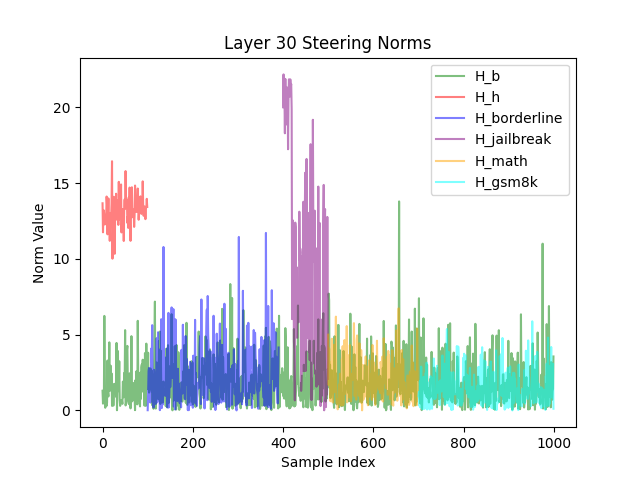 Layer 30 Steering Norms
H_b
H_h
H_borderline
H_jailbreak
H_math
H_gsm8k
Norm Value
20
15
10
5
0
0
200
400
600
800
1000
Sample Index